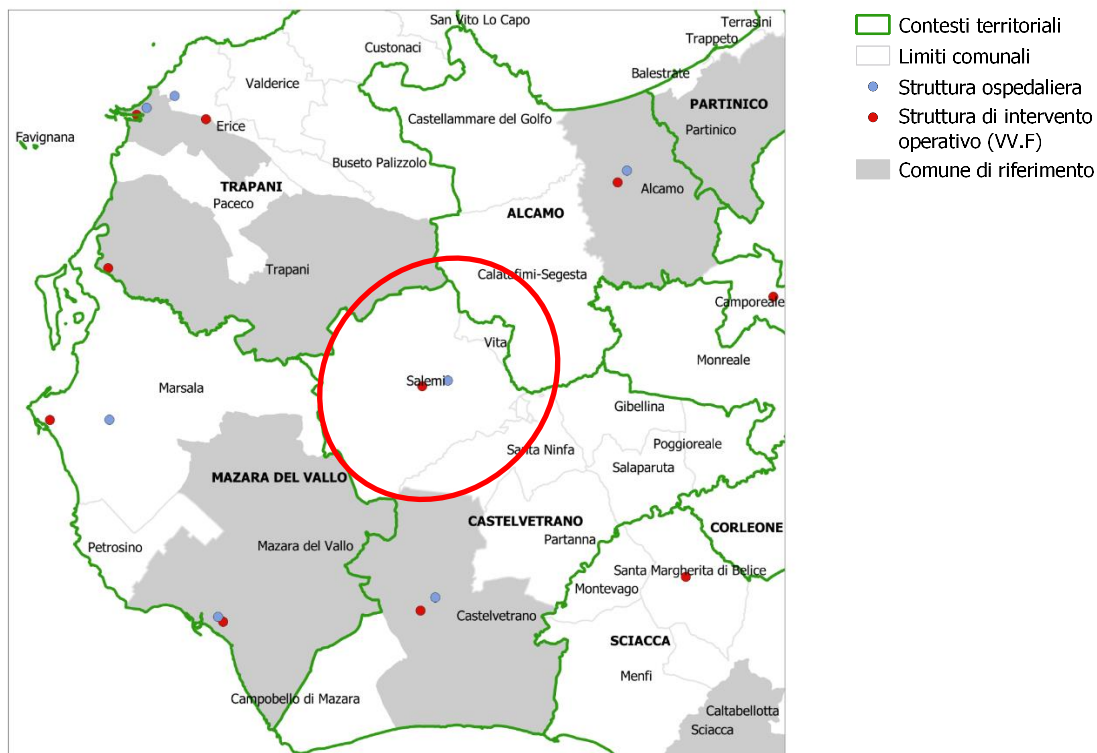 San Vito Lo Capo
Terrasini
Trappeto
Custonaci
Balestrate
Valderice
PARTINICO
Castellammare del Golfo
Partinico
Erice
Favignana
Buseto Palizzolo
TRAPANI
Alcamo
Paceco
ALCAMO
Trapani
Calatafimi-Segesta
Camporeale
Vita
Monreale
Salemi
Marsala
Gibellina
Santa Ninfa
Poggioreale
Salaparuta
MAZARA DEL VALLO
CASTELVETRANO
CORLEONE
Partanna
Petrosino
Mazara del Vallo
Santa Margherita di Belice
Montevago
Castelvetrano
SCIACCA
Menfi
Campobello di Mazara
Caltabellotta
Sciacca
Contesti territoriali
Limiti comunali
Struttura ospedaliera
Struttura di intervento
operativo (VV.F)
Comune di riferimento